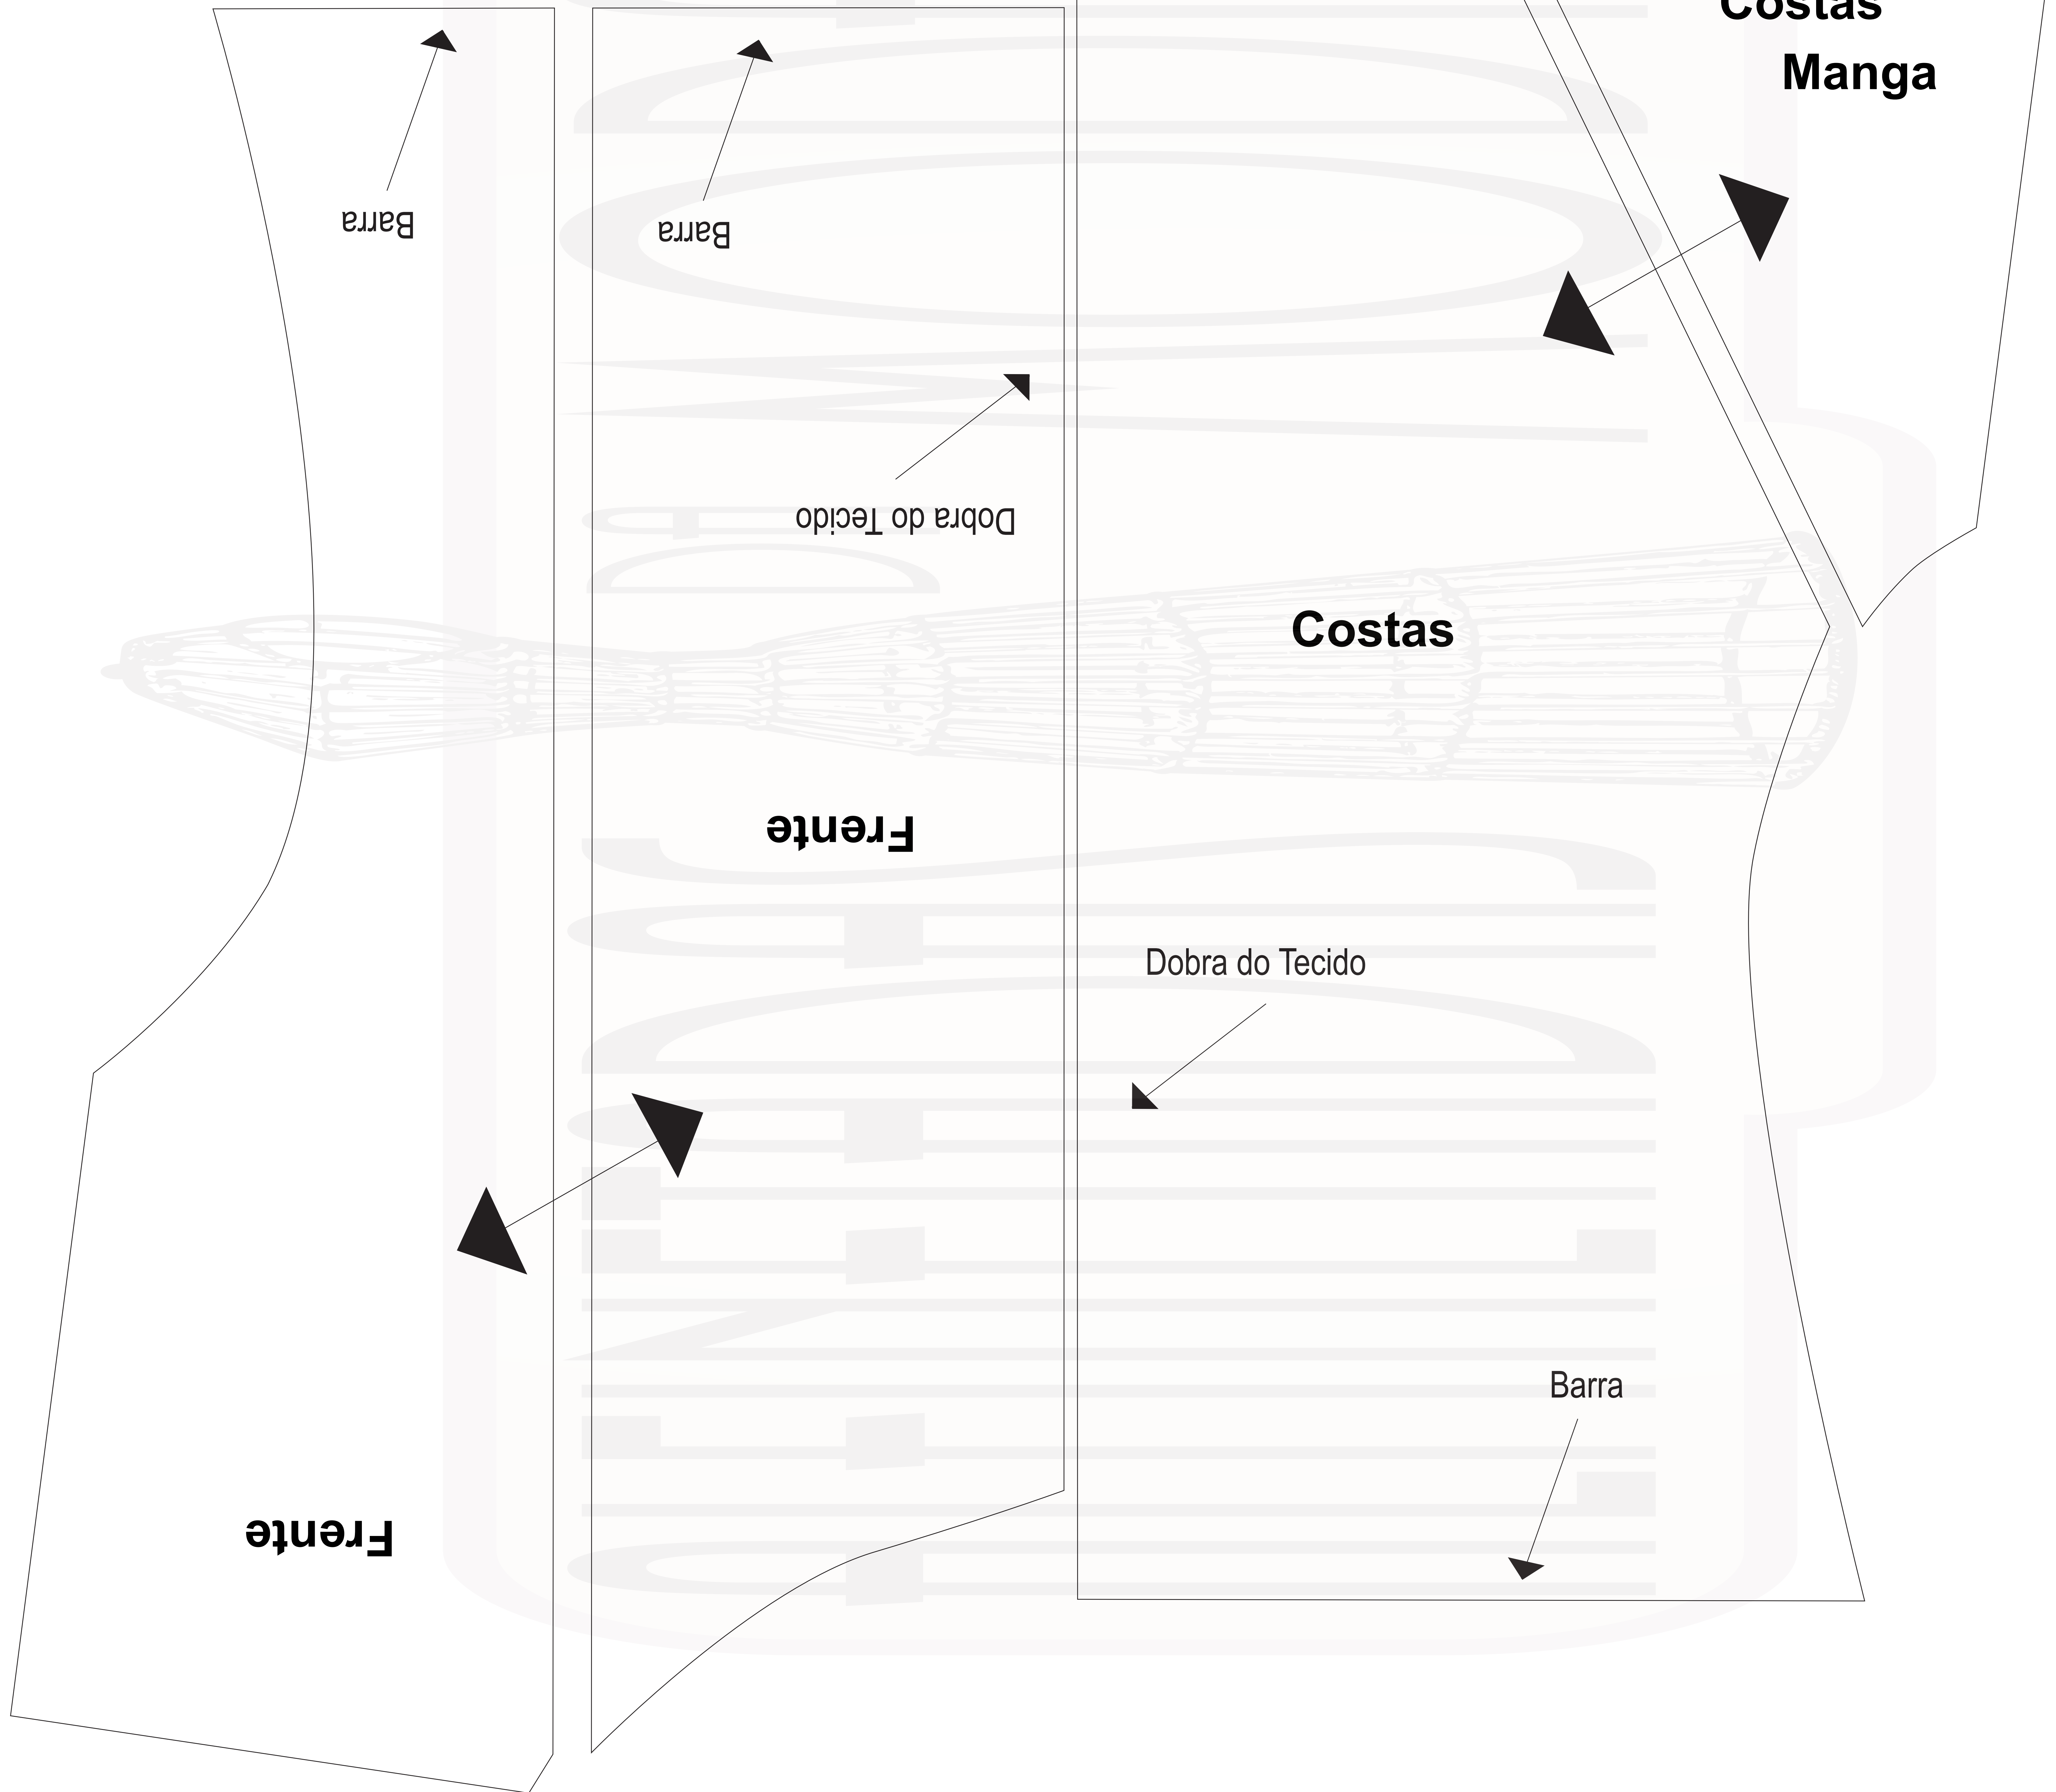 Costas
Manga
Barra
Barra
Dobra do Tecido
Costas
Frente
Dobra do Tecido
Barra
Frente